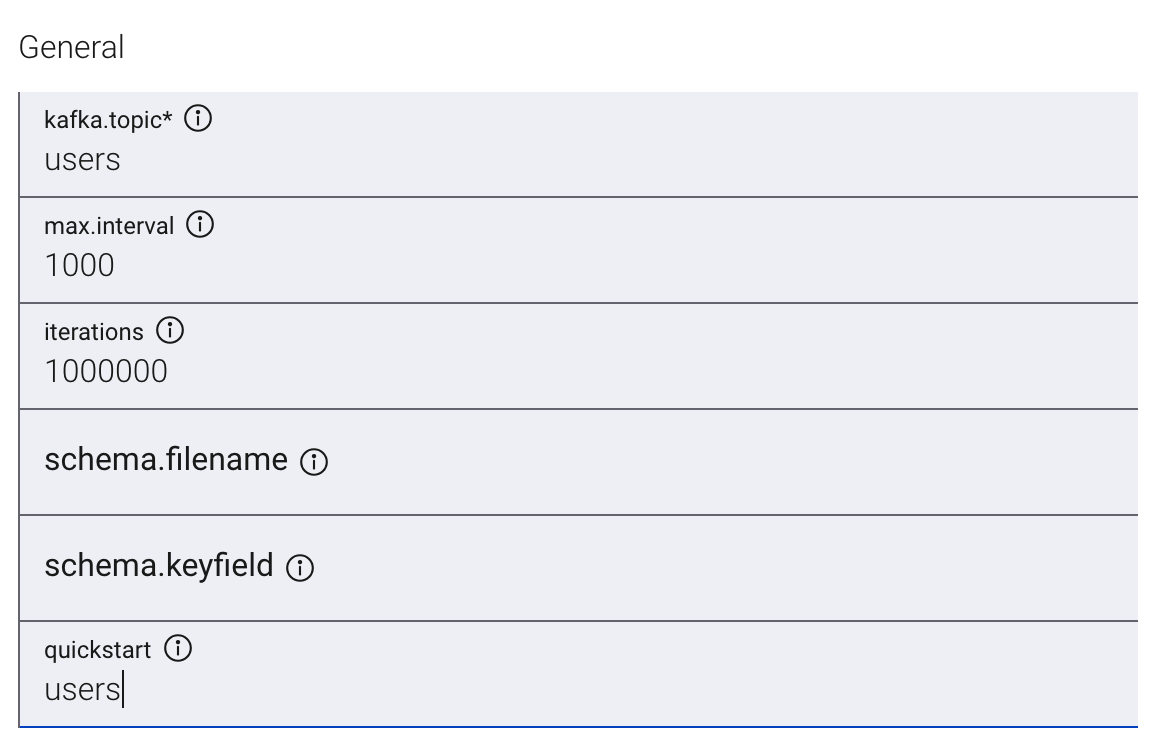 General
kafka.topic*
users
max.interval
1000
iterations
1000000
schema.filename
schema.keyfield
quickstart
users